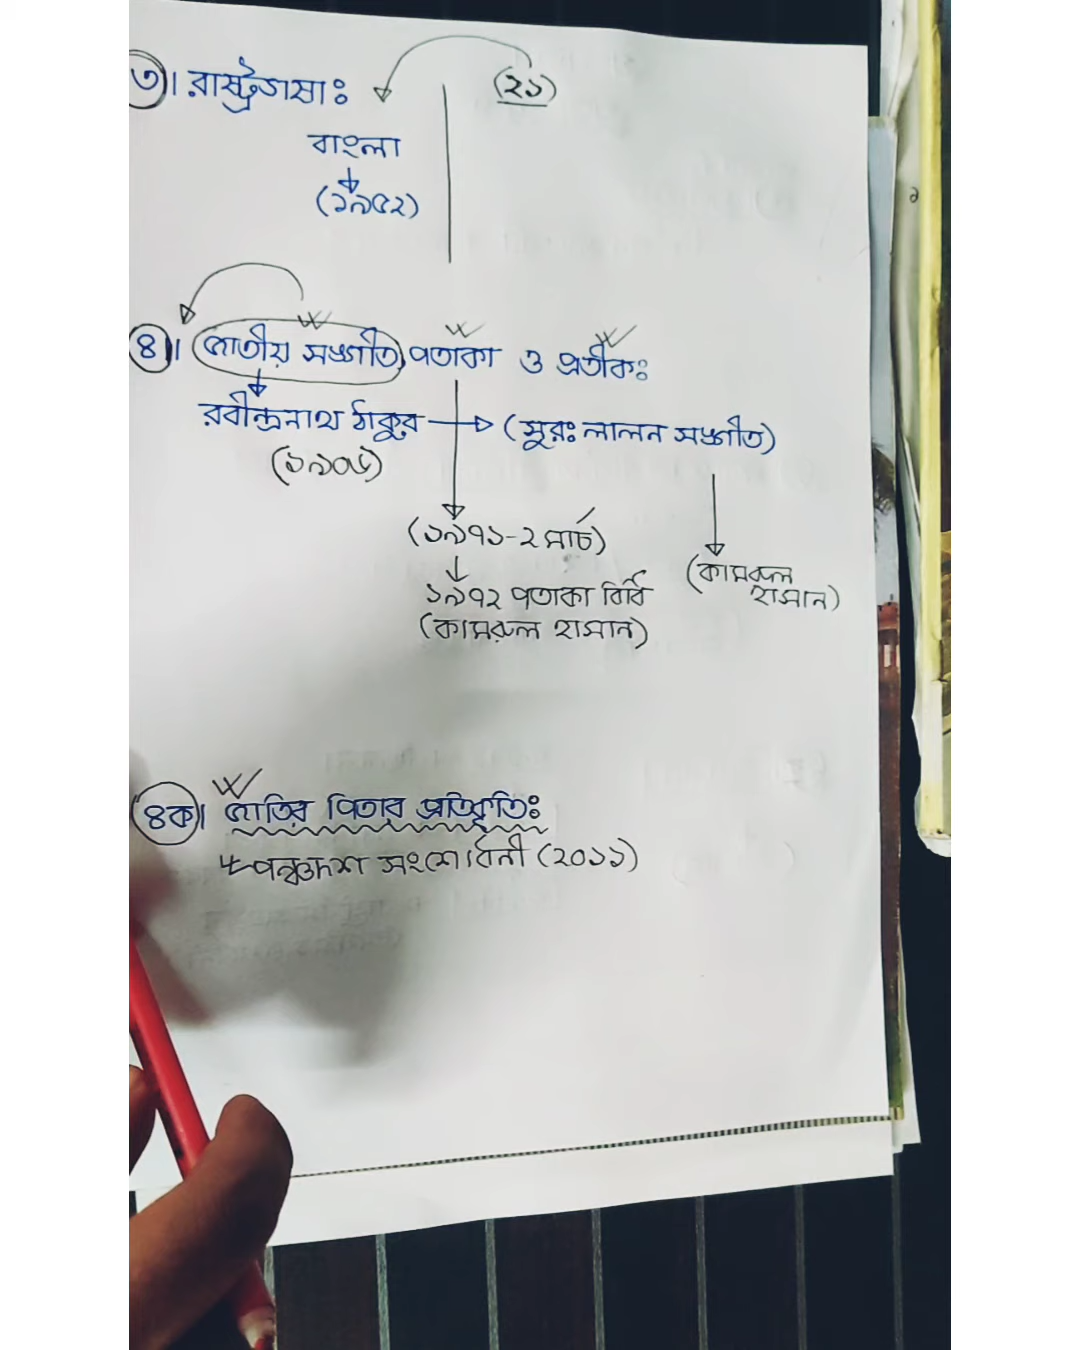 ৩। রাষ্ট্রভাষাঃ (২১)
বাংলা
(১৯৫২)
৪। জাতীয় সঙ্গীত, পতাকা ও প্রতীকঃ
রবীন্দ্রনাথ ঠাকুর (সুরঃ লালন সঙ্গীত)
(১৯০৬)
(১৯৭১-২ মার্চ)
(কামরুল হাসান)
১৯৭২ পতাকা বিধি
(কামরুল হাসান)
৪ক। জাতির পিতার প্রতিকৃতিঃ
পঞ্চদশ সংশোধনী (২০১১)